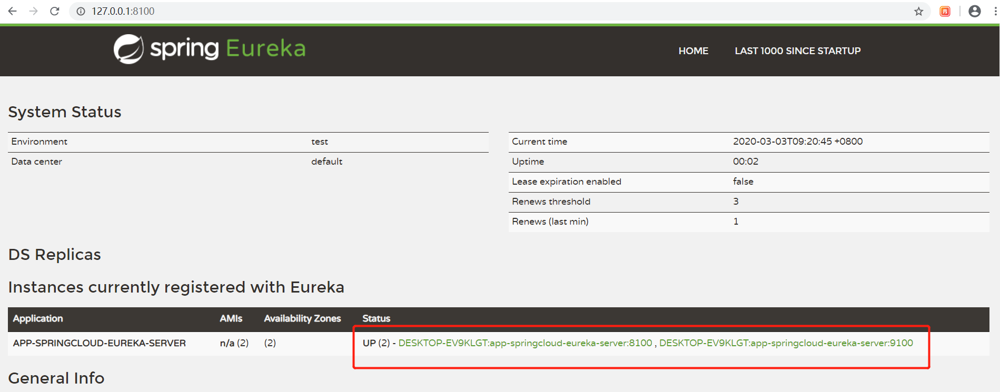 127.0.0.1:8100
spring Eureka
HOME LAST 1000 SINCE STARTUP
System Status
Environment test
Data center default
Current time 2020-03-03T09:20:45 +0800
Uptime 00:02
Lease expiration enabled false
Renews threshold 3
Renews (last min) 1
DS Replicas
Instances currently registered with Eureka
Application AMIs Availability Zones Status
APP-SPRINGCLOUD-EUREKA-SERVER n/a (2) (2) UP (2) - DESKTOP-EV9KLGT:app-springcloud-eureka-server:8100 , DESKTOP-EV9KLGT:app-springcloud-eureka-server:9100
General Info